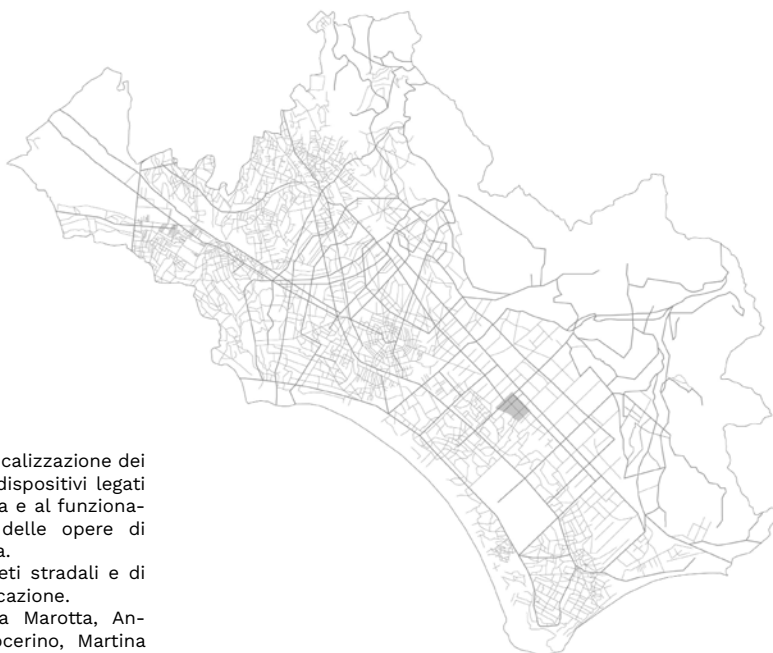 calizzazione dei
dispositivi legati
a e al funziona-
delle opere di
a.
eti stradali e di
cazione.
a Marotta, An-
ocerino, Martina